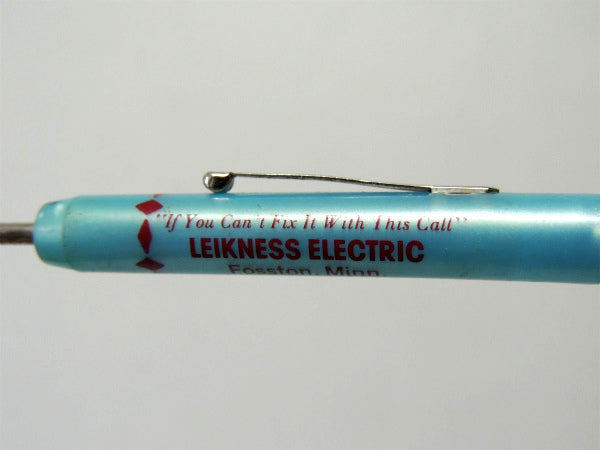 "If You Can't Fix It With This Call"
LEIKNESS ELECTRIC
Fosston, Minn.